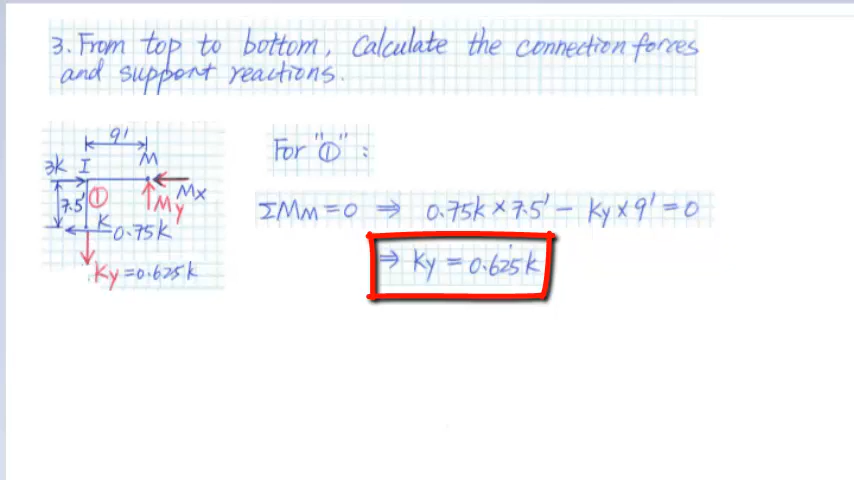 3. From top to bottom, calculate the connection forces
and support reactions.
9'
3k I M
Mx
7.5' ① My
K 0.75k
Ky=0.625k
For "①" :
ΣMm=0 ⇒ 0.75k×7.5' - Ky×9'=0
⇒ Ky = 0.625k